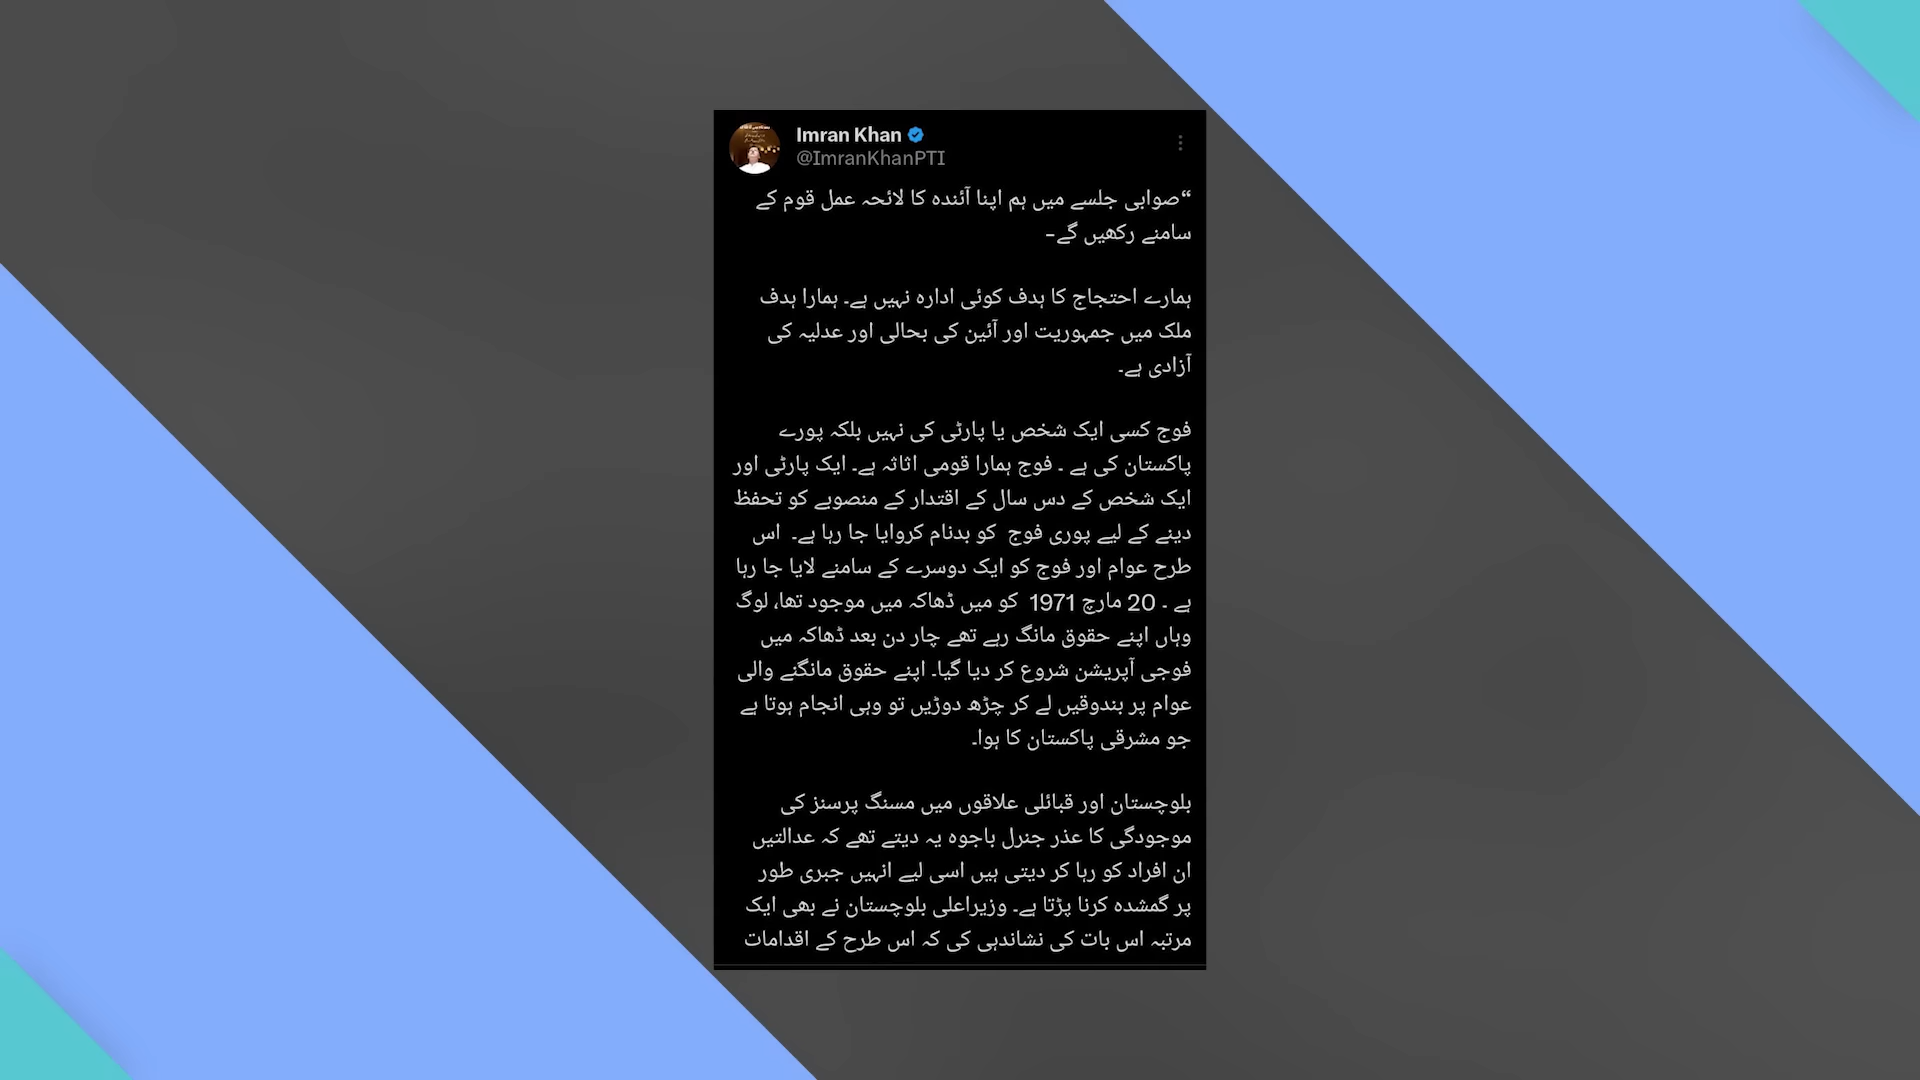 Imran Khan
@ImranKhanPTI
“صوابی جلسے میں ہم اپنا آئندہ کا لائحہ عمل قوم کے
سامنے رکھیں گے-
ہمارے احتجاج کا ہدف کوئی ادارہ نہیں ہے۔ ہمارا ہدف
ملک میں جمہوریت اور آئین کی بحالی اور عدلیہ کی
آزادی ہے۔
فوج کسی ایک شخص یا پارٹی کی نہیں بلکہ پورے
پاکستان کی ہے ۔ فوج ہمارا قومی اثاثہ ہے۔ ایک پارٹی اور
ایک شخص کے دس سال کے اقتدار کے منصوبے کو تحفظ
دینے کے لیے پوری فوج کو بدنام کروایا جا رہا ہے۔ اس
طرح عوام اور فوج کو ایک دوسرے کے سامنے لایا جا رہا
ہے ۔ 20 مارچ 1971 کو میں ڈھاکہ میں موجود تھا، لوگ
وہاں اپنے حقوق مانگ رہے تھے چار دن بعد ڈھاکہ میں
فوجی آپریشن شروع کر دیا گیا۔ اپنے حقوق مانگنے والی
عوام پر بندوقیں لے کر چڑھ دوڑیں تو وہی انجام ہوتا ہے
جو مشرقی پاکستان کا ہوا۔
بلوچستان اور قبائلی علاقوں میں مسنگ پرسنز کی
موجودگی کا عذر جنرل باجوہ یہ دیتے تھے کہ عدالتیں
ان افراد کو رہا کر دیتی ہیں اسی لیے انہیں جبری طور
پر گمشدہ کرنا پڑتا ہے۔ وزیراعلی بلوچستان نے بھی ایک
مرتبہ اس بات کی نشاندہی کی کہ اس طرح کے اقدامات